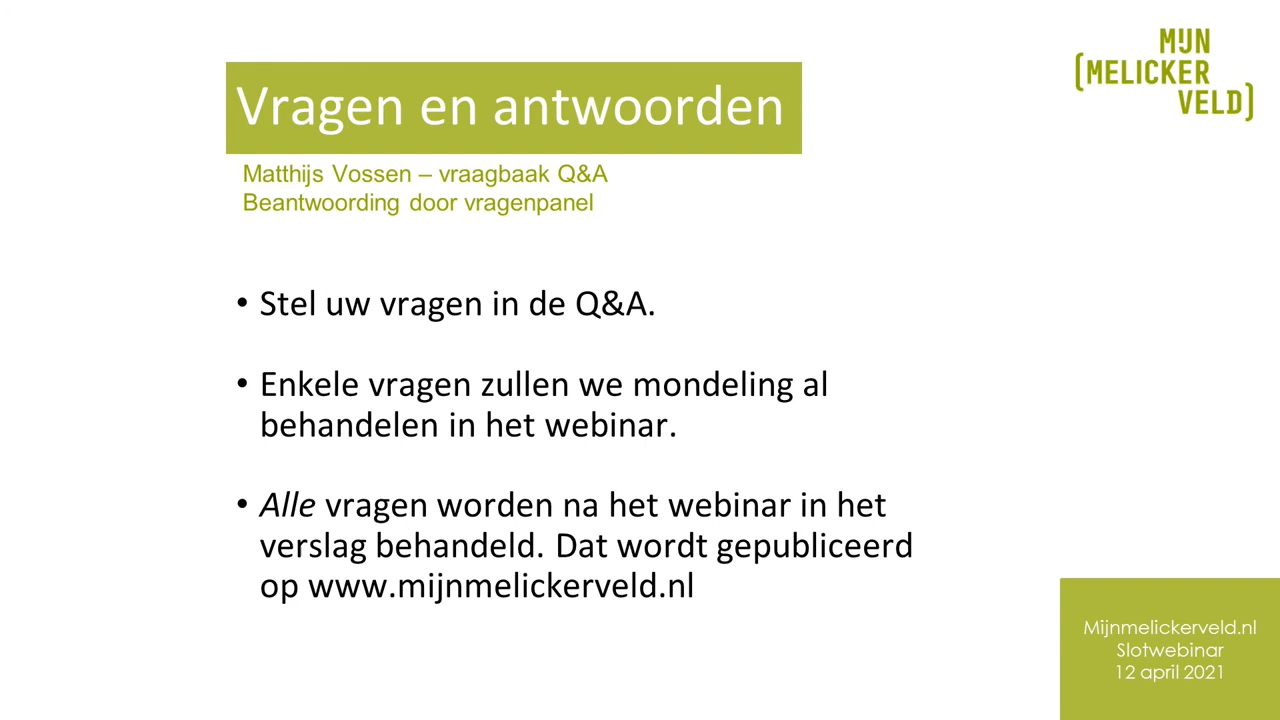 MIJN
(MELICKER
VELD)
Vragen en antwoorden
Matthijs Vossen – vraagbaak Q&A
Beantwoording door vragenpanel
• Stel uw vragen in de Q&A.
• Enkele vragen zullen we mondeling al
behandelen in het webinar.
• Alle vragen worden na het webinar in het
verslag behandeld. Dat wordt gepubliceerd
op www.mijnmelickerveld.nl
Mijnmelickerveld.nl
Slotwebinar
12 april 2021